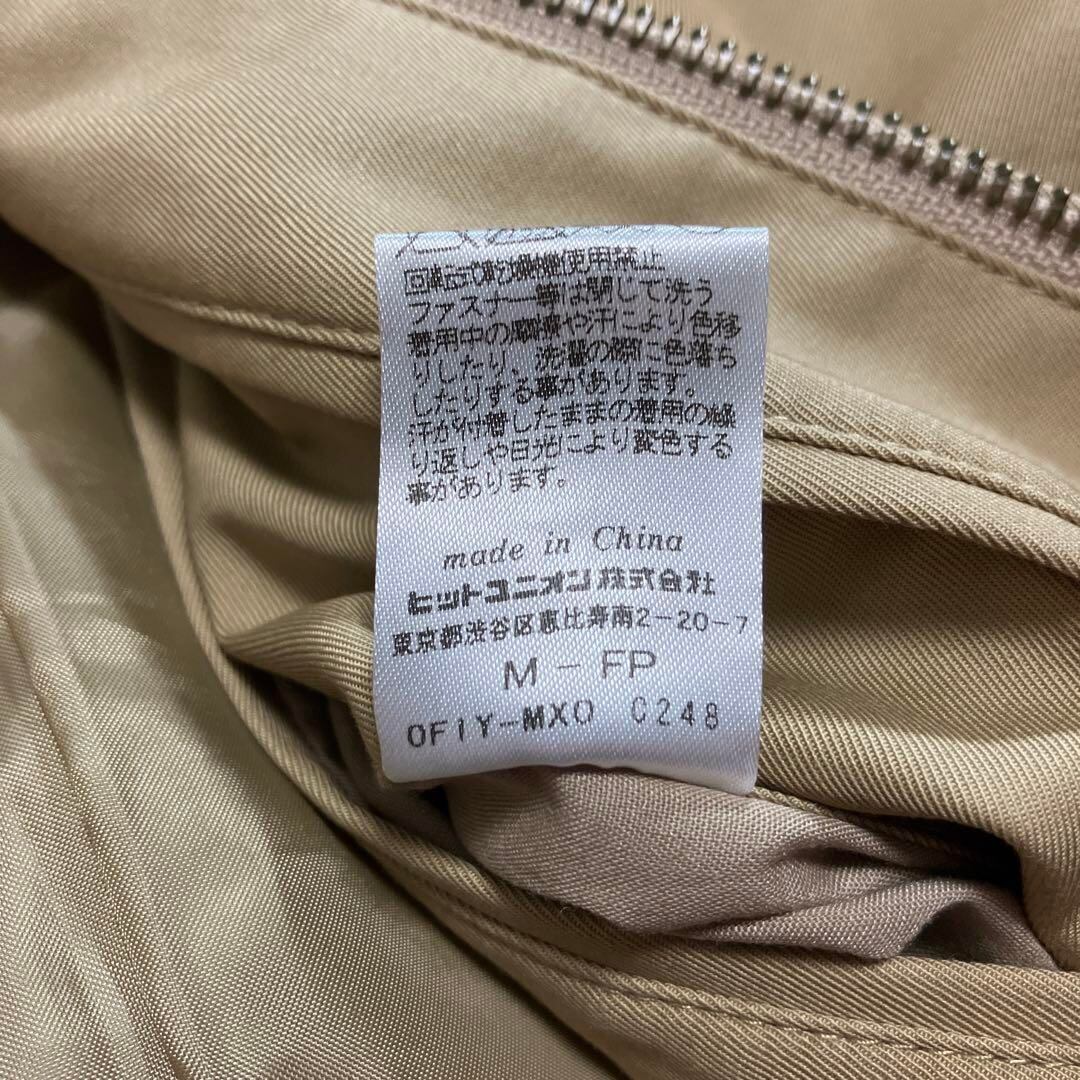 回転式乾燥機使用禁止
ファスナー等は閉じて洗う
着用中の摩擦や汗により色移
りしたり、洗濯の際に色落ち
したりする事があります。
汗が付着したままの着用の繰
り返しや日光により変色する
事があります。
made in China
ヒットユニオン株式会社
東京都渋谷区恵比寿南2-20-7
M - FP
OF1Y-MX0 C248